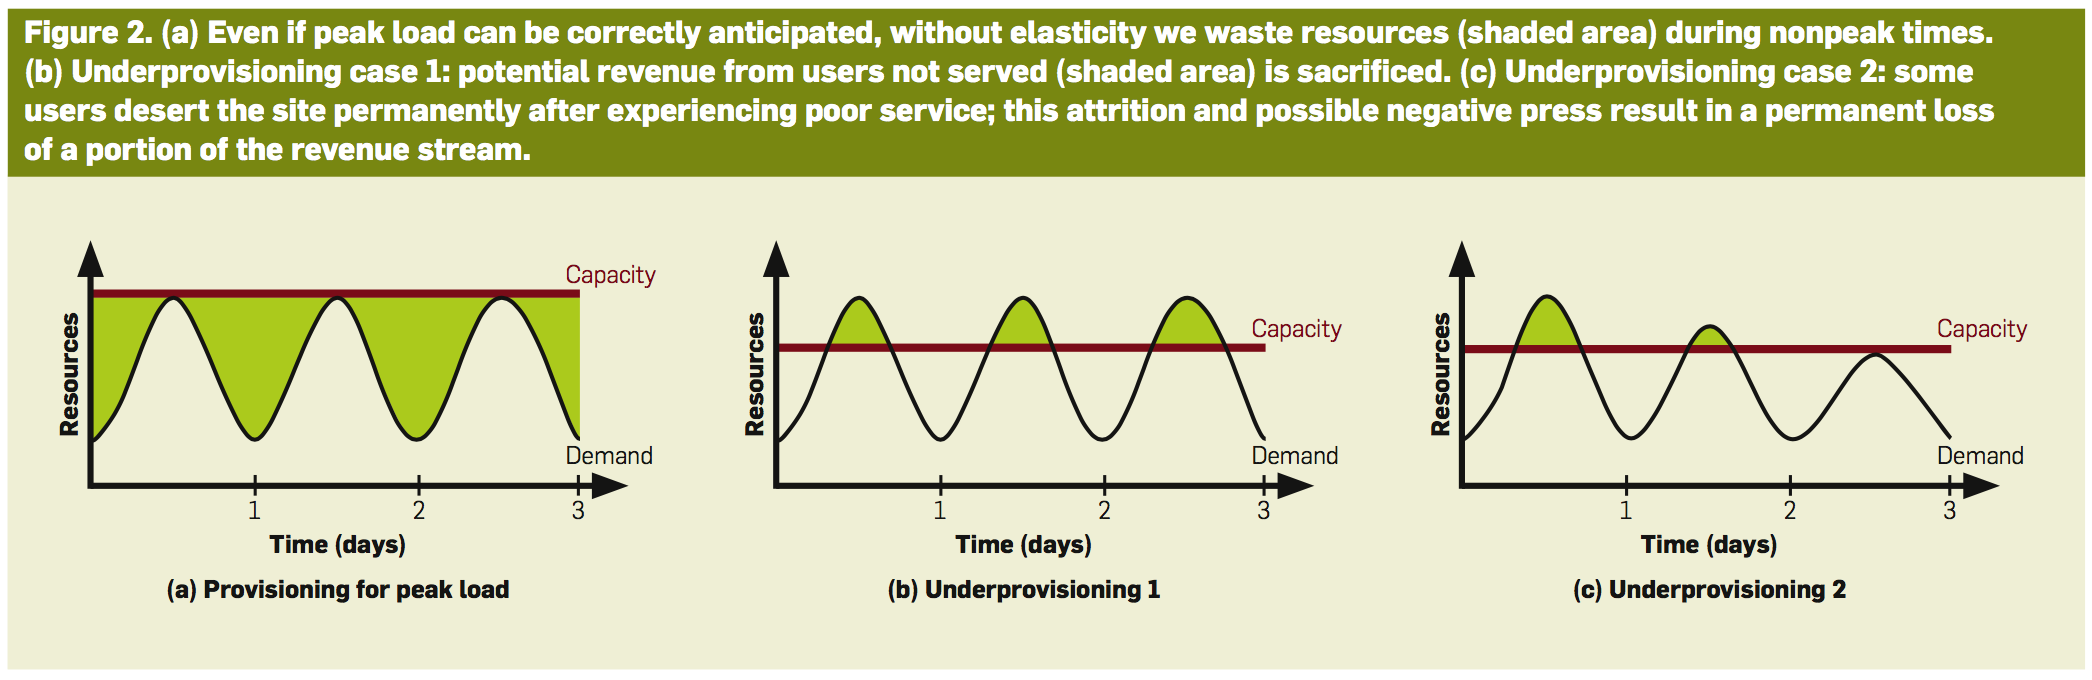 Figure 2. (a) Even if peak load can be correctly anticipated, without elasticity we waste resources (shaded area) during nonpeak times.
(b) Underprovisioning case 1: potential revenue from users not served (shaded area) is sacrificed. (c) Underprovisioning case 2: some
users desert the site permanently after experiencing poor service; this attrition and possible negative press result in a permanent loss
of a portion of the revenue stream.
Capacity
Resources
Demand
1
2
3
Time (days)
(a) Provisioning for peak load
Capacity
Resources
Demand
1
2
3
Time (days)
(b) Underprovisioning 1
Capacity
Resources
Demand
1
2
3
Time (days)
(c) Underprovisioning 2